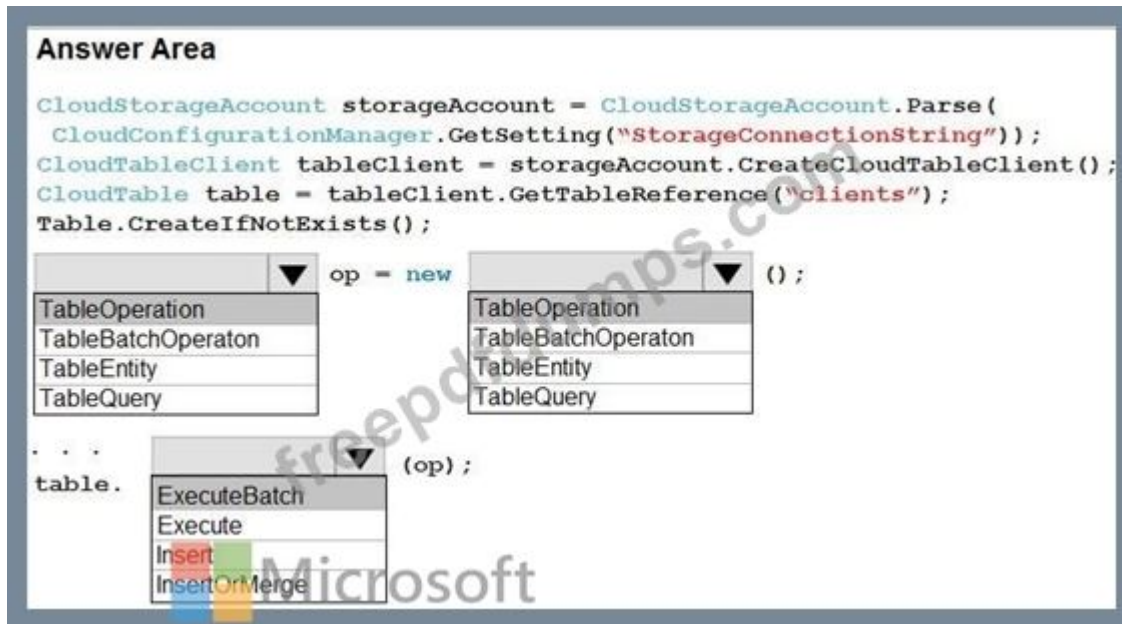 Answer Area
CloudStorageAccount storageAccount = CloudStorageAccount.Parse(
CloudConfigurationManager.GetSetting(“StorageConnectionString”));
CloudTableClient tableClient = storageAccount.CreateCloudTableClient();
CloudTable table = tableClient.GetTableReference(“clients”);
Table.CreateIfNotExists();
op = new ();
TableOperation TableOperation
TableBatchOperaton TableBatchOperaton
TableEntity TableEntity
TableQuery TableQuery
. . .
table. (op);
ExecuteBatch
Execute
Insert
InsertOrMerge
Microsoft
freepdfdumps.com